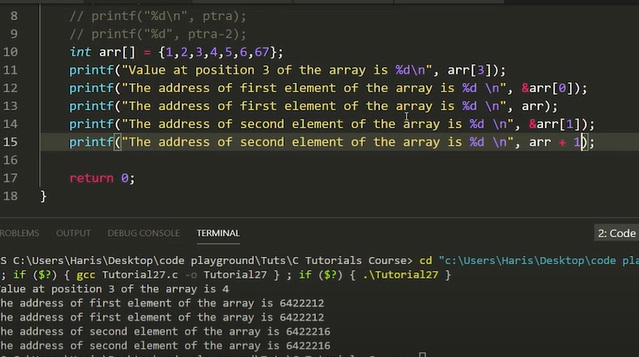 8 // printf("%d\n", ptra);
9 // printf("%d", ptra-2);
10 int arr[] = {1,2,3,4,5,6,67};
11 printf("Value at position 3 of the array is %d\n", arr[3]);
12 printf("The address of first element of the array is %d \n", &arr[0]);
13 printf("The address of first element of the array is %d \n", arr);
14 printf("The address of second element of the array is %d \n", &arr[1]);
15 printf("The address of second element of the array is %d \n", arr + 1);
16
17 return 0;
18 }
ROBLEMS OUTPUT DEBUG CONSOLE TERMINAL 2: Code
S C:\Users\Haris\Desktop\code playground\Tuts\C Tutorials Course> cd "c:\Users\Haris\Desktop\code pla
; if ($?) { gcc Tutorial27.c -o Tutorial27 } ; if ($?) { .\Tutorial27 }
alue at position 3 of the array is 4
he address of first element of the array is 6422212
he address of first element of the array is 6422212
he address of second element of the array is 6422216
he address of second element of the array is 6422216